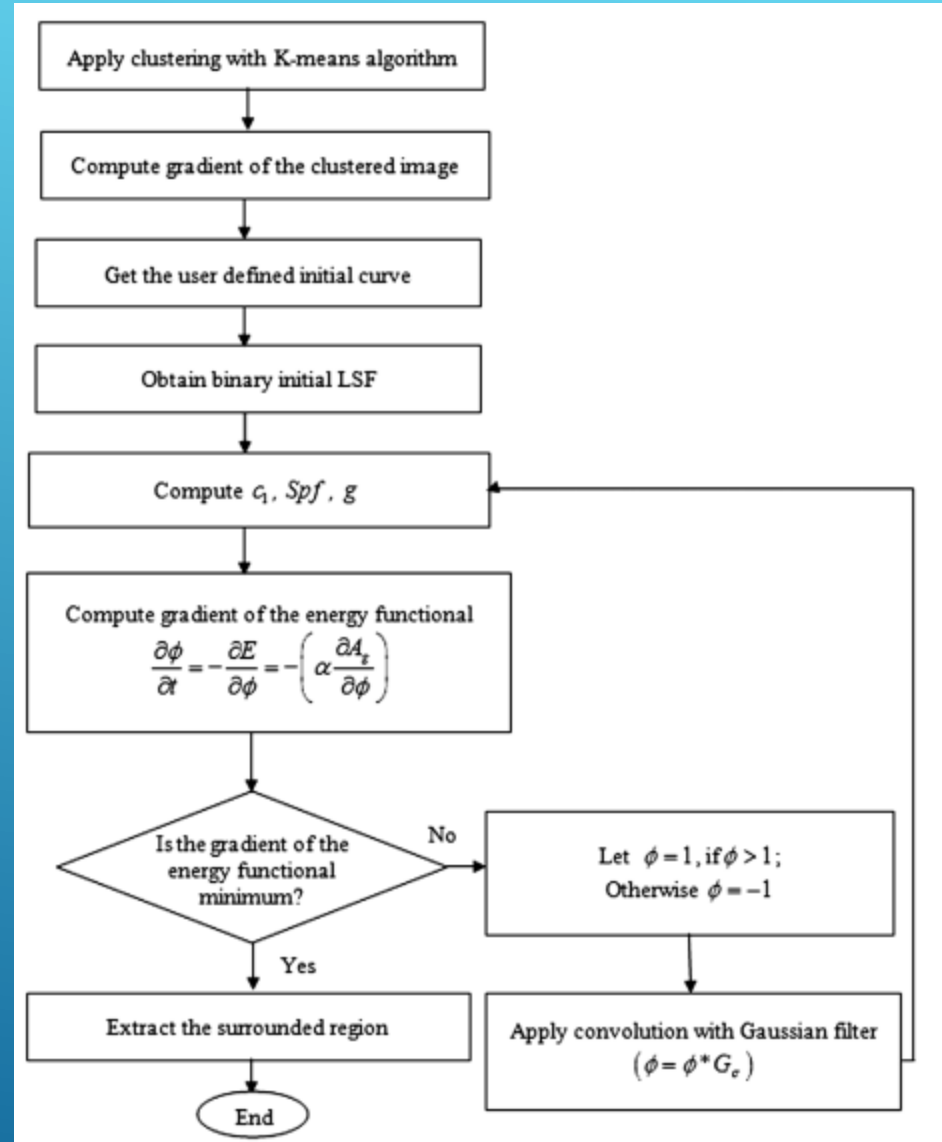 Apply clustering with K-means algorithm
Compute gradient of the clustered image
Get the user defined initial curve
Obtain binary initial LSF
Compute c₁, Spf, g
Compute gradient of the energy functional
∂ϕ/∂t = −∂E/∂ϕ = −(α ∂Aₑ/∂ϕ)
Is the gradient of the
energy functional
minimum?
No
Let ϕ = 1, if ϕ > 1;
Otherwise ϕ = −1
Yes
Extract the surrounded region
Apply convolution with Gaussian filter
(ϕ = ϕ * Gₑ)
End